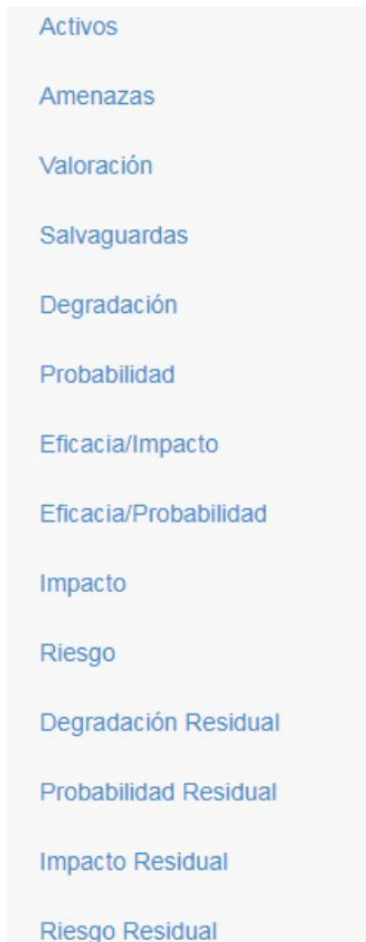 Activos
Amenazas
Valoración
Salvaguardas
Degradación
Probabilidad
Eficacia/Impacto
Eficacia/Probabilidad
Impacto
Riesgo
Degradación Residual
Probabilidad Residual
Impacto Residual
Riesgo Residual